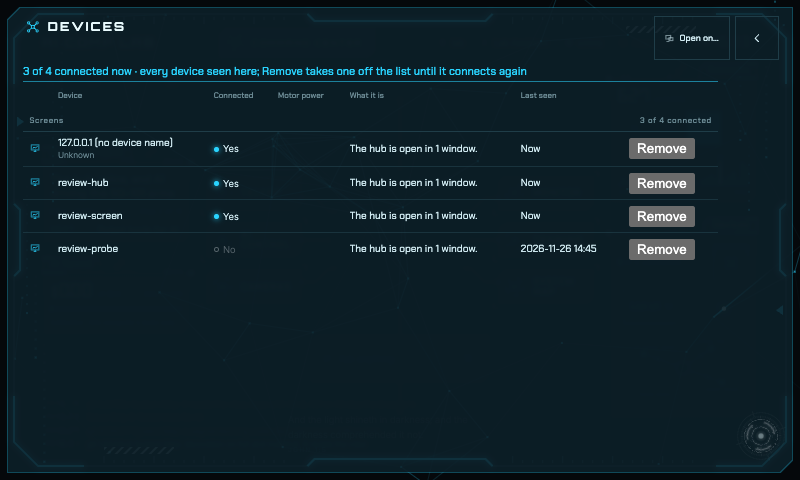 DEVICES
Open on...
3 of 4 connected now · every device seen here; Remove takes one off the list until it connects again
Device Connected Motor power What it is Last seen
Screens 3 of 4 connected
127.0.0.1 (no device name) Yes The hub is open in 1 window. Now Remove
Unknown
review-hub Yes The hub is open in 1 window. Now Remove
review-screen Yes The hub is open in 1 window. Now Remove
review-probe No The hub is open in 1 window. 2026-11-26 14:45 Remove